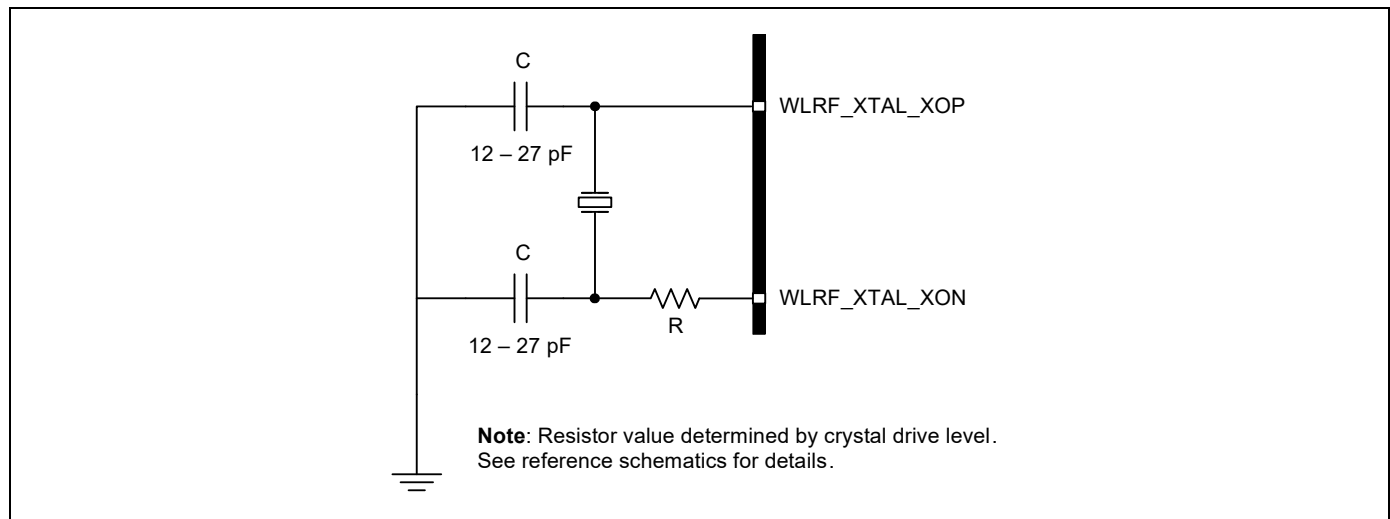 C
WLRF_XTAL_XOP
12 – 27 pF
C
WLRF_XTAL_XON
R
12 – 27 pF
Note: Resistor value determined by crystal drive level.
See reference schematics for details.